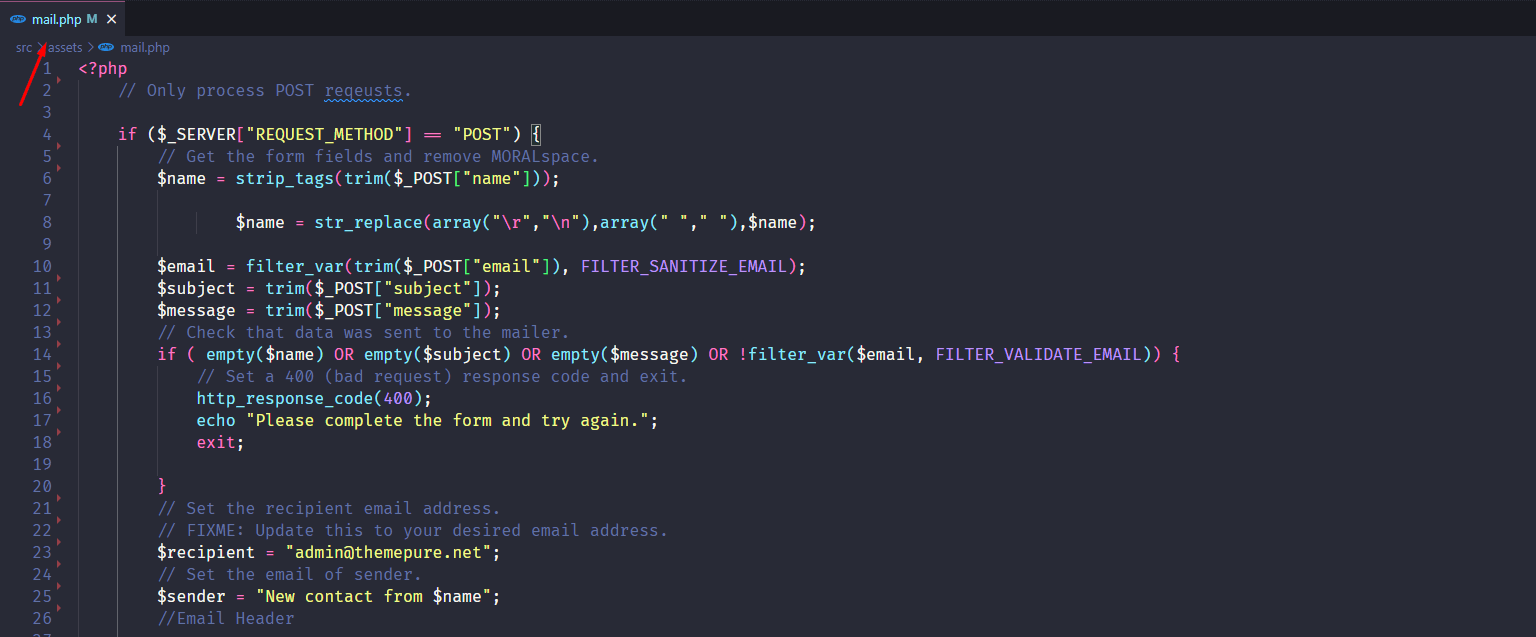 php mail.php M ×
src > assets > php mail.php
1 <?php
2 // Only process POST reqeusts.
3
4 if ($_SERVER["REQUEST_METHOD"] == "POST") {
5 // Get the form fields and remove MORALspace.
6 $name = strip_tags(trim($_POST["name"]));
7
8 $name = str_replace(array("\r","\n"),array(" "," "),$name);
9
10 $email = filter_var(trim($_POST["email"]), FILTER_SANITIZE_EMAIL);
11 $subject = trim($_POST["subject"]);
12 $message = trim($_POST["message"]);
13 // Check that data was sent to the mailer.
14 if ( empty($name) OR empty($subject) OR empty($message) OR !filter_var($email, FILTER_VALIDATE_EMAIL)) {
15 // Set a 400 (bad request) response code and exit.
16 http_response_code(400);
17 echo "Please complete the form and try again.";
18 exit;
19
20 }
21 // Set the recipient email address.
22 // FIXME: Update this to your desired email address.
23 $recipient = "admin@themepure.net";
24 // Set the email of sender.
25 $sender = "New contact from $name";
26 //Email Header
27